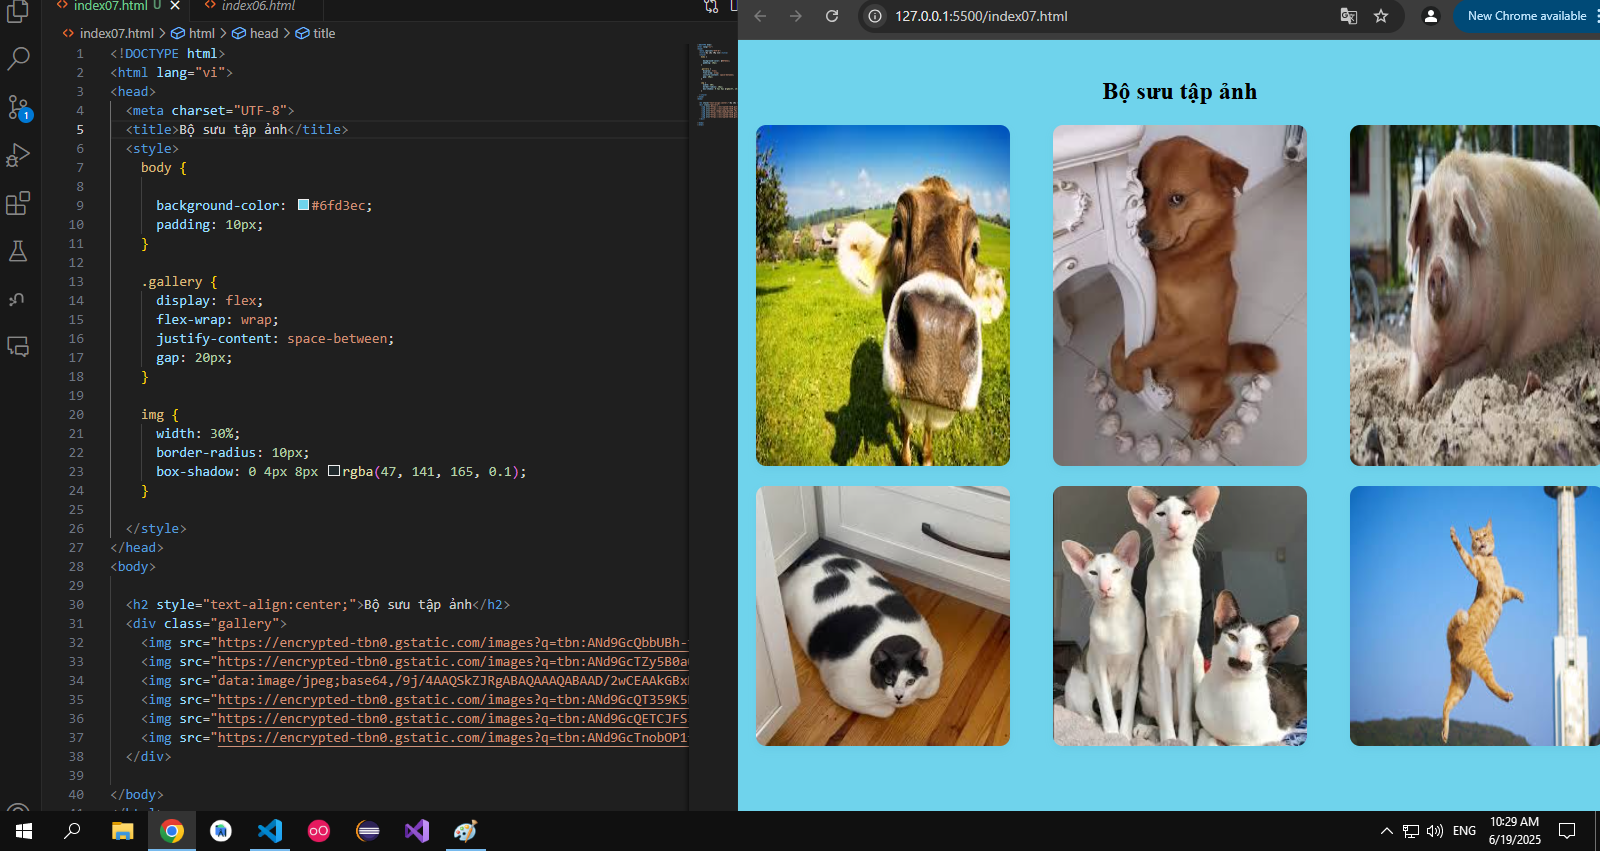 index07.html U
index06.html
index07.html > html > head > title
1 <!DOCTYPE html>
2 <html lang="vi">
3 <head>
4 <meta charset="UTF-8">
5 <title>Bộ sưu tập ảnh</title>
6 <style>
7 body {
8
9 background-color: #6fd3ec;
10 padding: 10px;
11 }
12
13 .gallery {
14 display: flex;
15 flex-wrap: wrap;
16 justify-content: space-between;
17 gap: 20px;
18 }
19
20 img {
21 width: 30%;
22 border-radius: 10px;
23 box-shadow: 0 4px 8px rgba(47, 141, 165, 0.1);
24 }
25
26 </style>
27 </head>
28 <body>
29
30 <h2 style="text-align:center;">Bộ sưu tập ảnh</h2>
31 <div class="gallery">
32 <img src="https://encrypted-tbn0.gstatic.com/images?q=tbn:ANd9GcQbbUBh-
33 <img src="https://encrypted-tbn0.gstatic.com/images?q=tbn:ANd9GcTZy5B0a
34 <img src="data:image/jpeg;base64,/9j/4AAQSkZJRgABAQAAAQABAAD/2wCEAAkGBx
35 <img src="https://encrypted-tbn0.gstatic.com/images?q=tbn:ANd9GcQT359K5
36 <img src="https://encrypted-tbn0.gstatic.com/images?q=tbn:ANd9GcQETCJFS
37 <img src="https://encrypted-tbn0.gstatic.com/images?q=tbn:ANd9GcTnobOP1
38 </div>
39
40 </body>
1
127.0.0.1:5500/index07.html
New Chrome available
Bộ sưu tập ảnh
ENG
10:29 AM
6/19/2025